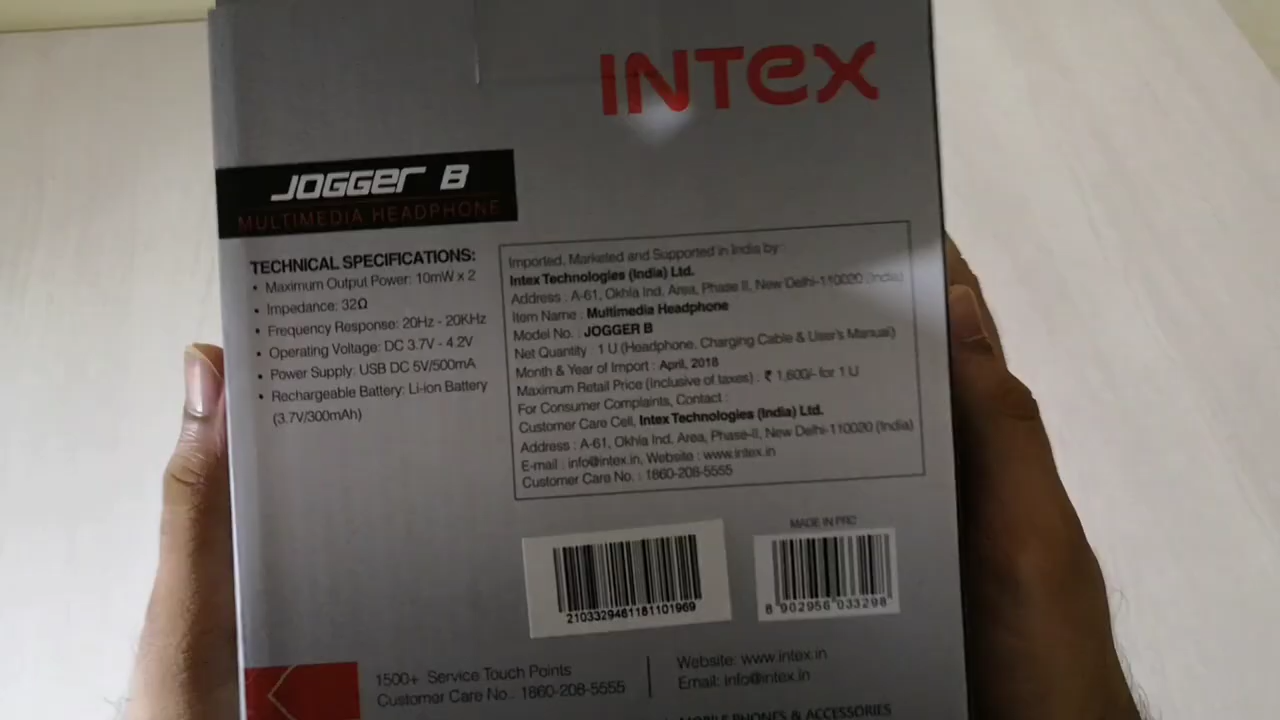 INTEX
JOGGER B
MULTIMEDIA HEADPHONE
TECHNICAL SPECIFICATIONS:
• Maximum Output Power: 10mW x 2
• Impedance: 32Ω
• Frequency Response: 20Hz - 20KHz
• Operating Voltage: DC 3.7V - 4.2V
• Power Supply: USB DC 5V/500mA
• Rechargeable Battery: Li-ion Battery
(3.7V/300mAh)
Imported, Marketed and Supported in India by:
Intex Technologies (India) Ltd.
Address : A-61, Okhla Ind. Area, Phase II, New Delhi-110020 (India)
Item Name : Multimedia Headphone
Model No. : JOGGER B
Net Quantity : 1 U (Headphone, Charging Cable & User's Manual)
Month & Year of Import : April, 2018
Maximum Retail Price (Inclusive of taxes) : ₹ 1,600/- for 1 U
For Consumer Complaints, Contact :
Customer Care Cell, Intex Technologies (India) Ltd.
Address : A-61, Okhla Ind. Area, Phase-II, New Delhi-110020 (India)
E-mail : info@intex.in, Website : www.intex.in
Customer Care No. : 1860-208-5555
MADE IN PRC
2103329461181101969
8 902956 033298
1500+ Service Touch Points
Customer Care No.: 1860-208-5555
Website: www.intex.in
Email: info@intex.in
MOBILE PHONES & ACCESSORIES